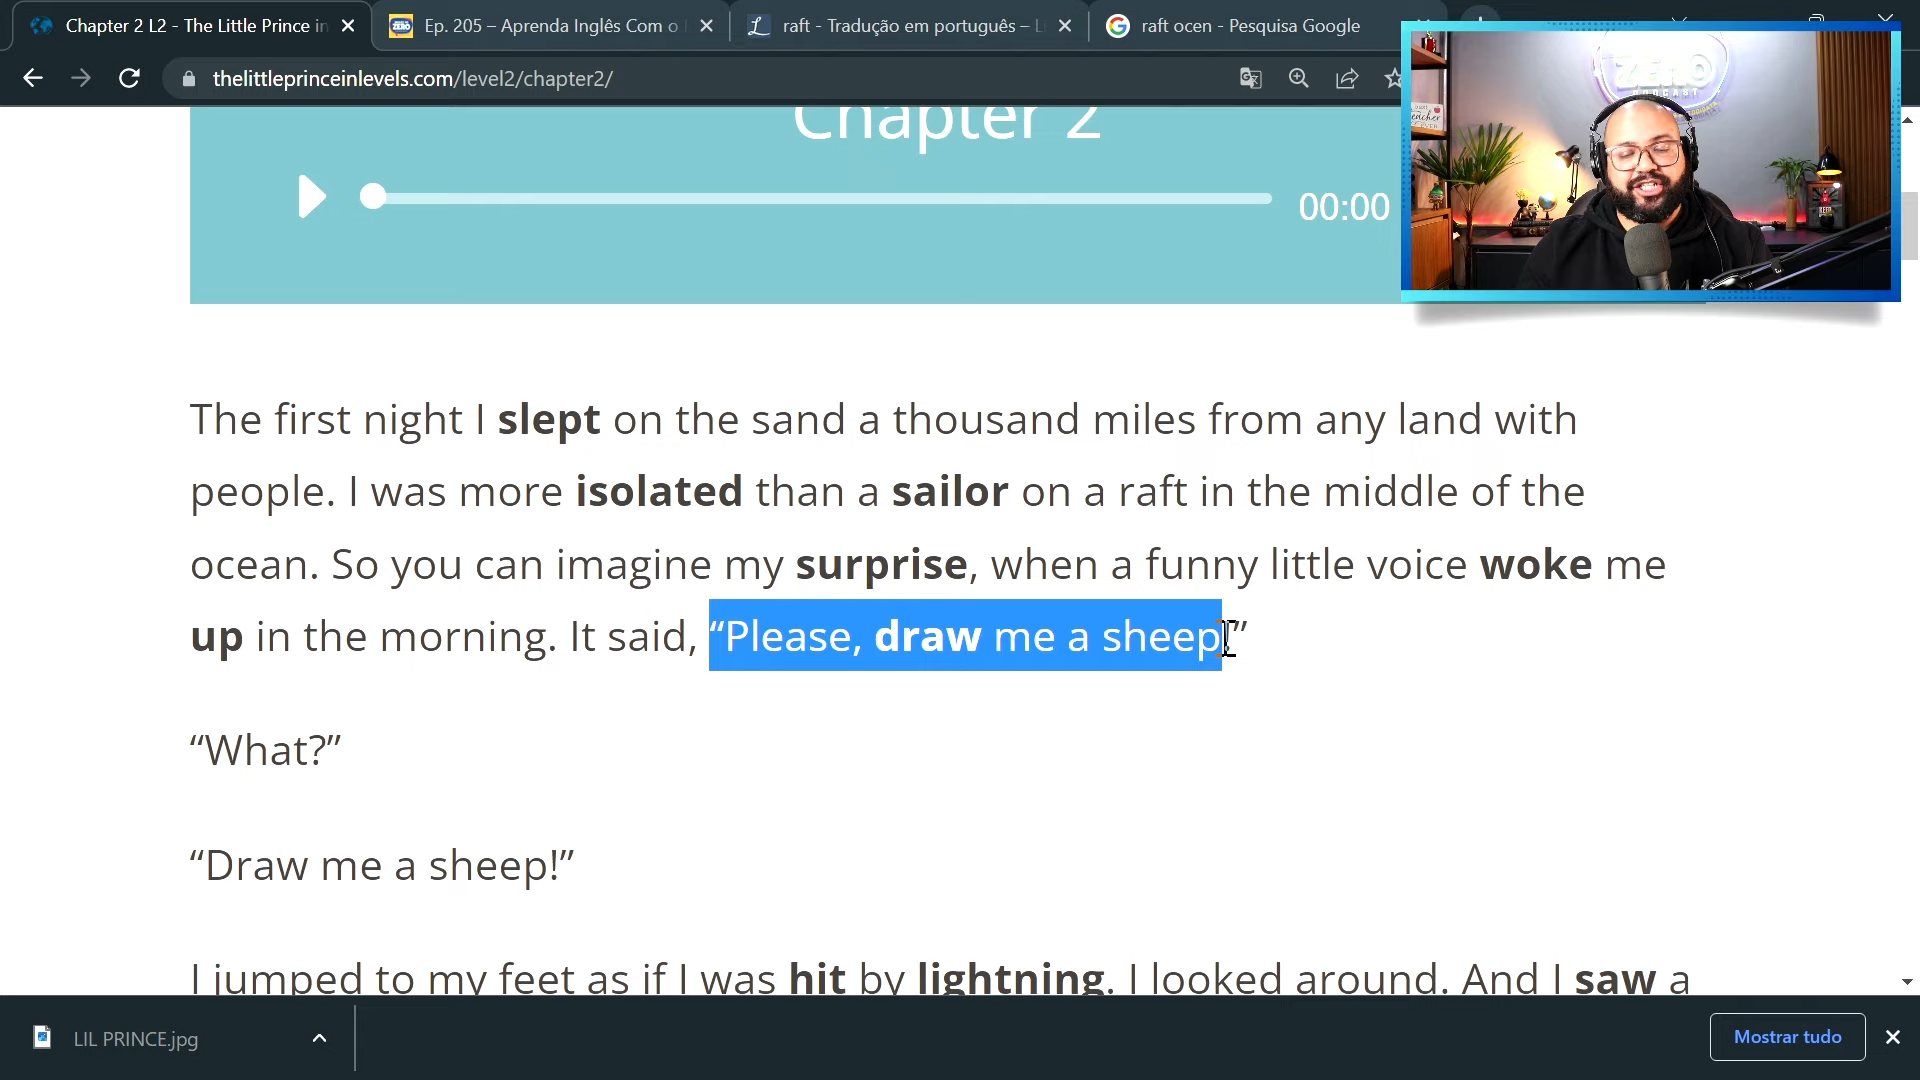 Chapter 2 L2 - The Little Prince in
Ep. 205 – Aprenda Inglês Com o
raft - Tradução em português – Li
raft ocen - Pesquisa Google
thelittleprinceinlevels.com/level2/chapter2/
ZERO
PODCAST
Chapter 2
00:00
The first night I slept on the sand a thousand miles from any land with
people. I was more isolated than a sailor on a raft in the middle of the
ocean. So you can imagine my surprise, when a funny little voice woke me
up in the morning. It said, “Please, draw me a sheep!”
“What?”
“Draw me a sheep!”
I jumped to my feet as if I was hit by lightning. I looked around. And I saw a
LIL PRINCE.jpg
Mostrar tudo